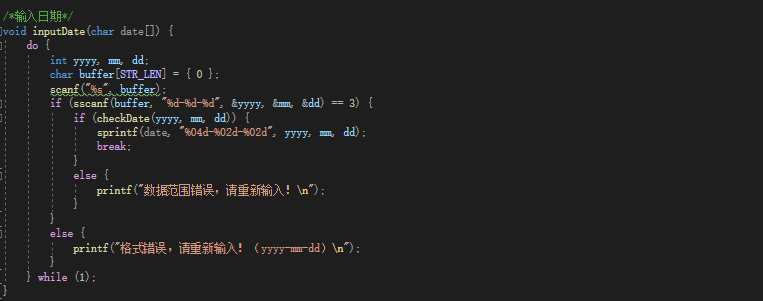 /*输入日期*/
void inputDate(char date[]) {
    do {
        int yyyy, mm, dd;
        char buffer[STR_LEN] = { 0 };
        scanf("%s", buffer);
        if (sscanf(buffer, "%d-%d-%d", &yyyy, &mm, &dd) == 3) {
            if (checkDate(yyyy, mm, dd)) {
                sprintf(date, "%04d-%02d-%02d", yyyy, mm, dd);
                break;
            }
            else {
                printf("数据范围错误，请重新输入！\n");
            }
        }
        else {
            printf("格式错误，请重新输入！（yyyy-mm-dd）\n");
        }
    } while (1);
}